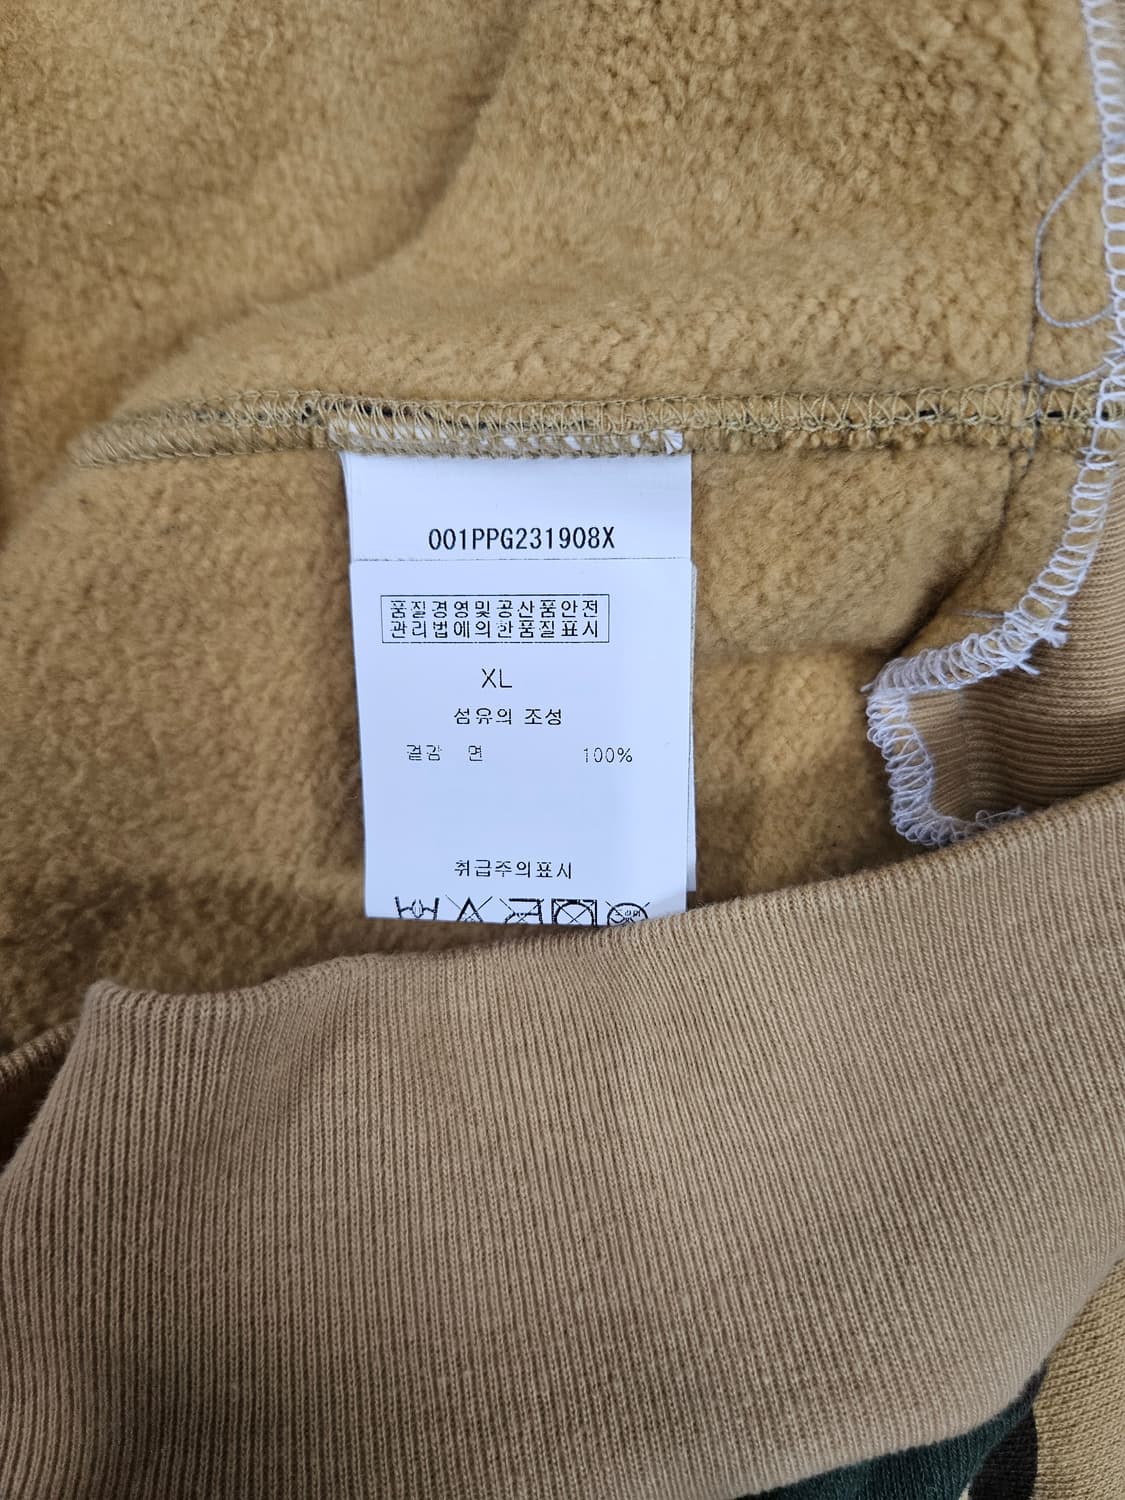 001PPG231908X
품질경영및공산품안전
관리법에의한품질표시
XL
섬유의 조성
겉감 면 100%
취급주의표시